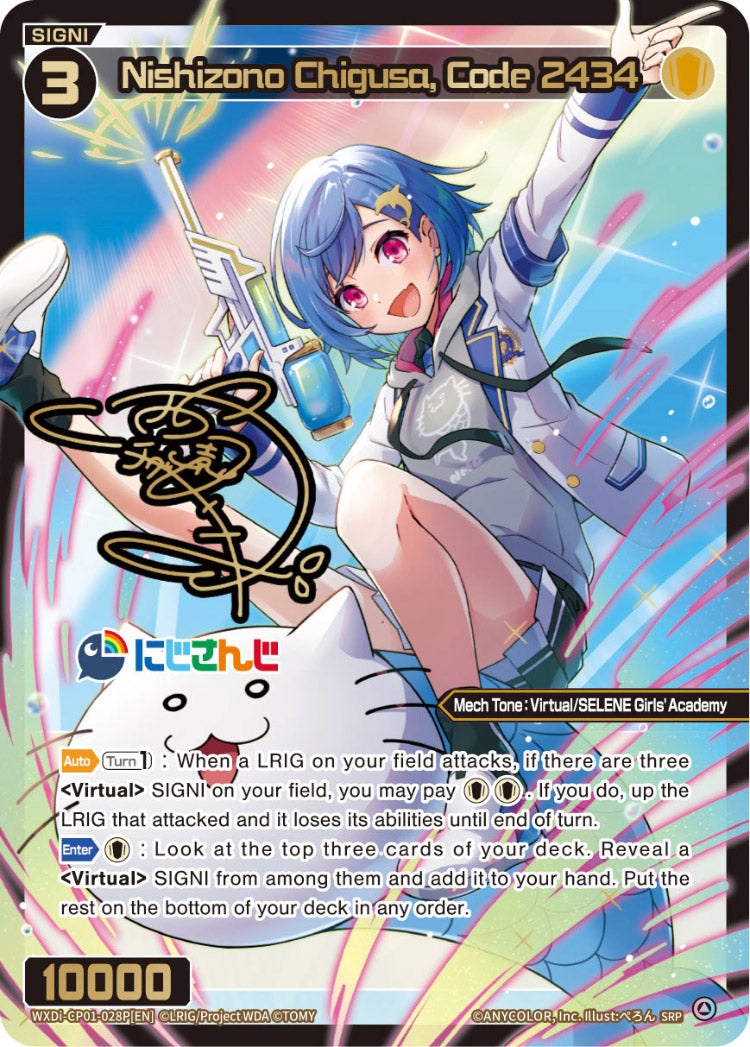 SIGNI
3
Nishizono Chigusa, Code 2434
にじさんじ
Mech Tone:Virtual/SELENE Girls' Academy
Auto Turn 1 : When a LRIG on your field attacks, if there are three
<Virtual> SIGNI on your field, you may pay . If you do, up the
LRIG that attacked and it loses its abilities until end of turn.
Enter : Look at the top three cards of your deck. Reveal a
<Virtual> SIGNI from among them and add it to your hand. Put the
rest on the bottom of your deck in any order.
10000
WXDi-CP01-028P[EN] ©LRIG/Project WDA ©TOMY
©ANYCOLOR, Inc. Illust:ぺろん SRP